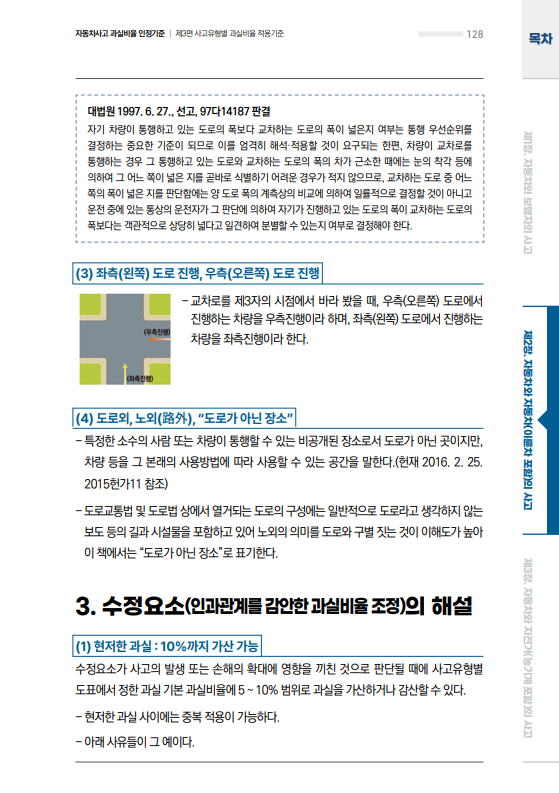 자동차사고 과실비율 인정기준 | 제3편 사고유형별 과실비율 적용기준
128
목차
대법원 1997. 6. 27., 선고, 97다14187 판결
자기 차량이 통행하고 있는 도로의 폭보다 교차하는 도로의 폭이 넓은지 여부는 통행 우선순위를
결정하는 중요한 기준이 되므로 이를 엄격히 해석·적용할 것이 요구되는 한편, 차량이 교차로를
통행하는 경우 그 통행하고 있는 도로와 교차하는 도로의 폭의 차가 근소한 때에는 눈의 착각 등에
의하여 그 어느 쪽이 넓은 지를 곧바로 식별하기 어려운 경우가 적지 않으므로, 교차하는 도로 중 어느
쪽의 폭이 넓은 지를 판단함에는 양 도로 폭의 계측상의 비교에 의하여 일률적으로 결정할 것이 아니고
운전 중에 있는 통상의 운전자가 그 판단에 의하여 자기가 진행하고 있는 도로의 폭이 교차하는 도로의
폭보다는 객관적으로 상당히 넓다고 일견하여 분별할 수 있는지 여부로 결정해야 한다.
(3) 좌측(왼쪽) 도로 진행, 우측(오른쪽) 도로 진행
(우측진행)
(좌측진행)
– 교차로를 제3자의 시점에서 바라 봤을 때, 우측(오른쪽) 도로에서
진행하는 차량을 우측진행이라 하며, 좌측(왼쪽) 도로에서 진행하는
차량을 좌측진행이라 한다.
(4) 도로외, 노외(路外), “도로가 아닌 장소”
– 특정한 소수의 사람 또는 차량이 통행할 수 있는 비공개된 장소로서 도로가 아닌 곳이지만,
차량 등을 그 본래의 사용방법에 따라 사용할 수 있는 공간을 말한다.(헌재 2016. 2. 25.
2015헌가11 참조)
– 도로교통법 및 도로법 상에서 열거되는 도로의 구성에는 일반적으로 도로라고 생각하지 않는
보도 등의 길과 시설물을 포함하고 있어 노외의 의미를 도로와 구별 짓는 것이 이해도가 높아
이 책에서는 “도로가 아닌 장소”로 표기한다.
3. 수정요소(인과관계를 감안한 과실비율 조정)의 해설
(1) 현저한 과실 : 10%까지 가산 가능
수정요소가 사고의 발생 또는 손해의 확대에 영향을 끼친 것으로 판단될 때에 사고유형별
도표에서 정한 과실 기본 과실비율에 5 ~ 10% 범위로 과실을 가산하거나 감산할 수 있다.
– 현저한 과실 사이에는 중복 적용이 가능하다.
– 아래 사유들이 그 예이다.
제1장. 자동차와 보행자의 사고
제2장. 자동차와 자동차(이륜차 포함)의 사고
제3장. 자동차와 자전거(농기계 포함)의 사고